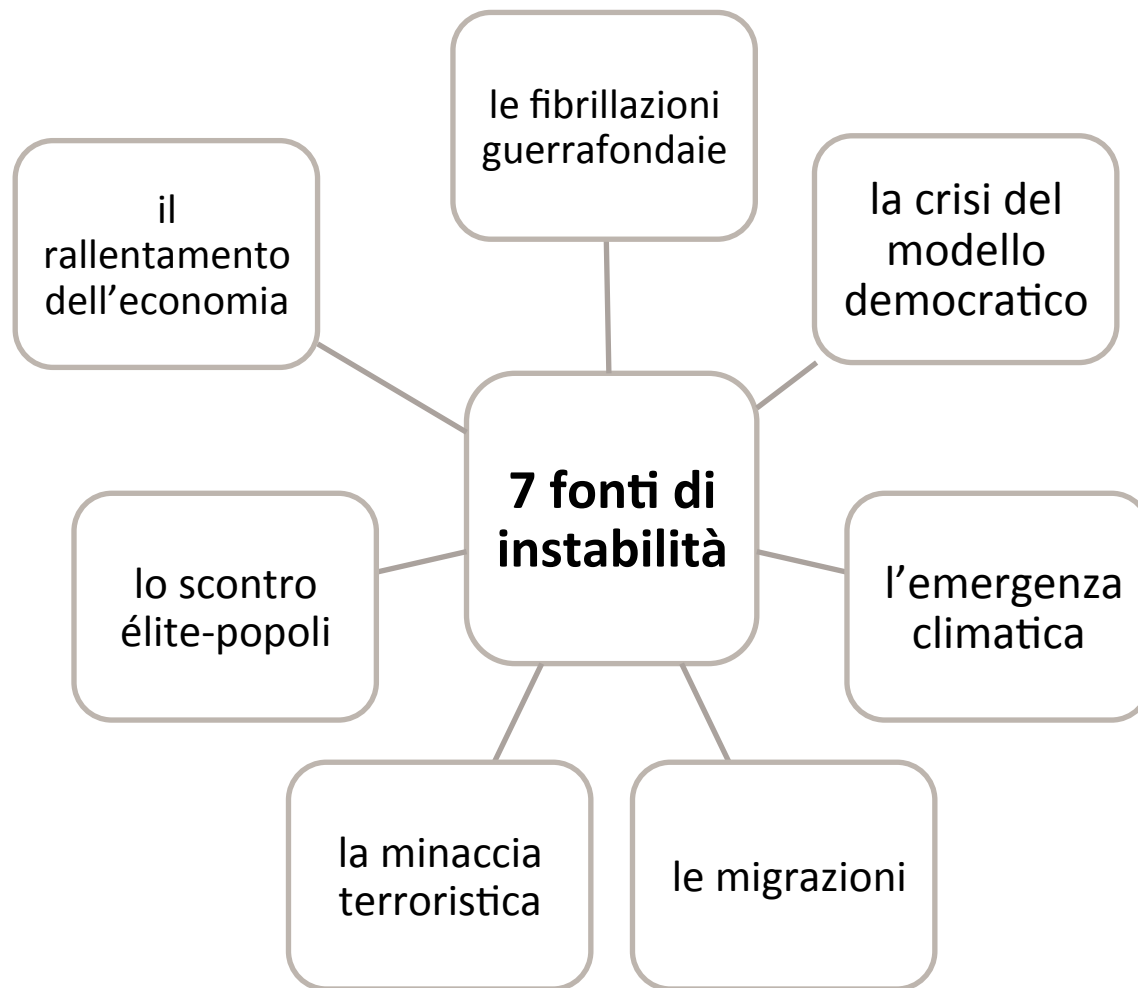 le fibrillazioni
guerrafondaie
la crisi del
modello
democratico
il
rallentamento
dell’economia
7 fonti di
instabilità
l’emergenza
climatica
lo scontro
élite-popoli
la minaccia
terroristica
le migrazioni